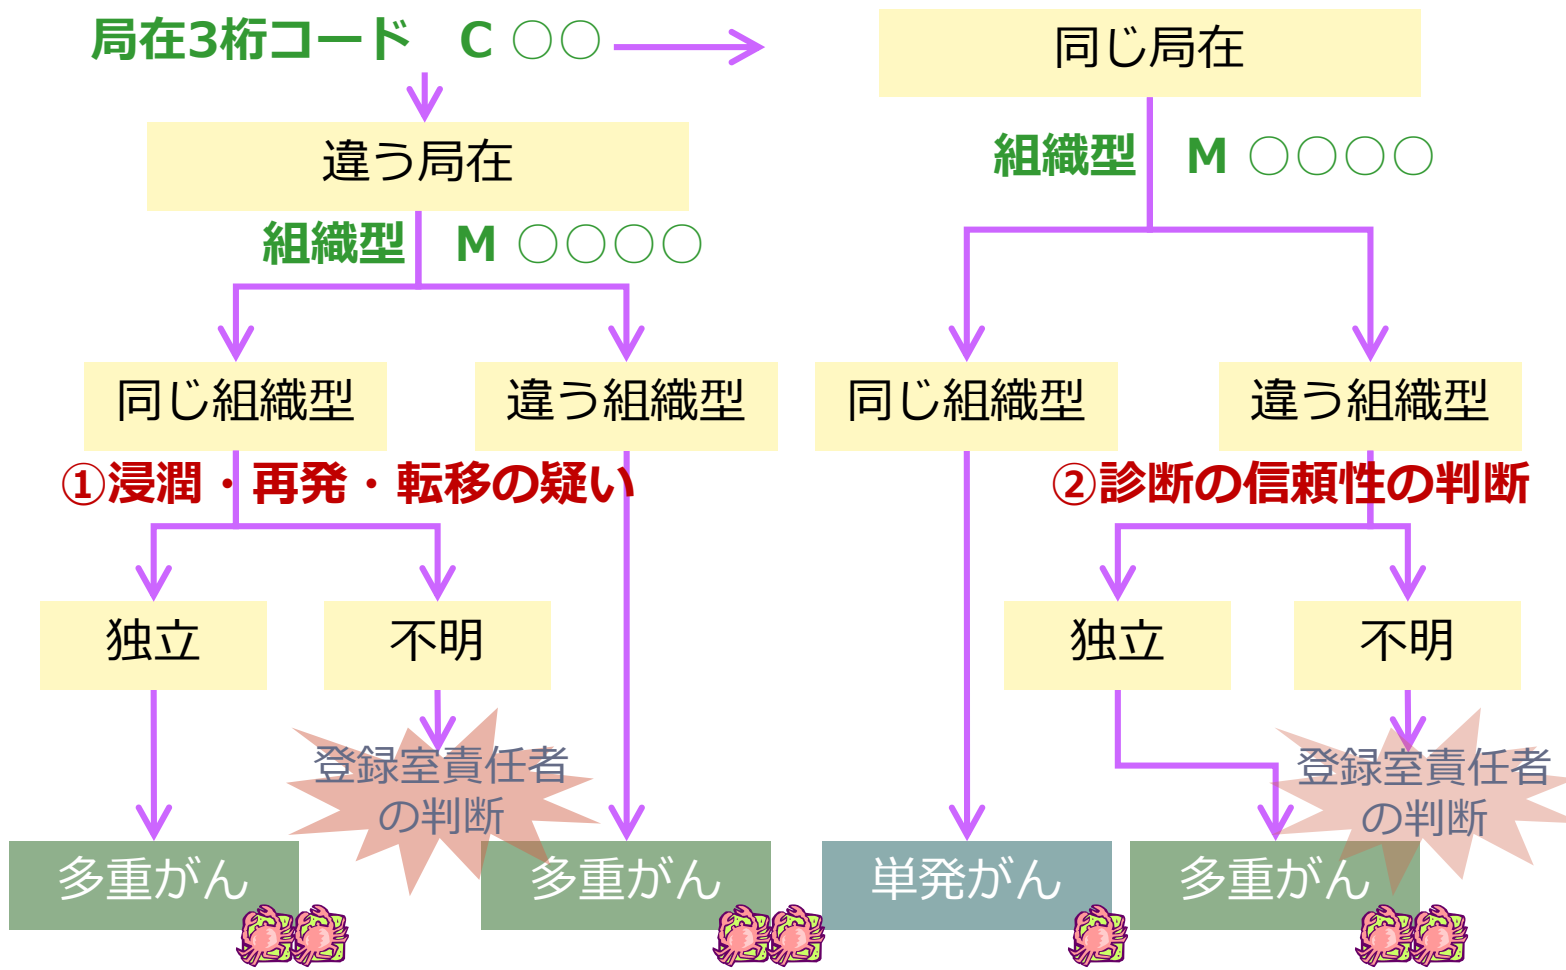 局在3桁コード C ○○
同じ局在
違う局在
組織型 M ○○○○
組織型 M ○○○○
同じ組織型
違う組織型
同じ組織型
違う組織型
①浸潤・再発・転移の疑い
②診断の信頼性の判断
独立
不明
独立
不明
登録室責任者
の判断
登録室責任者
の判断
多重がん
多重がん
単発がん
多重がん